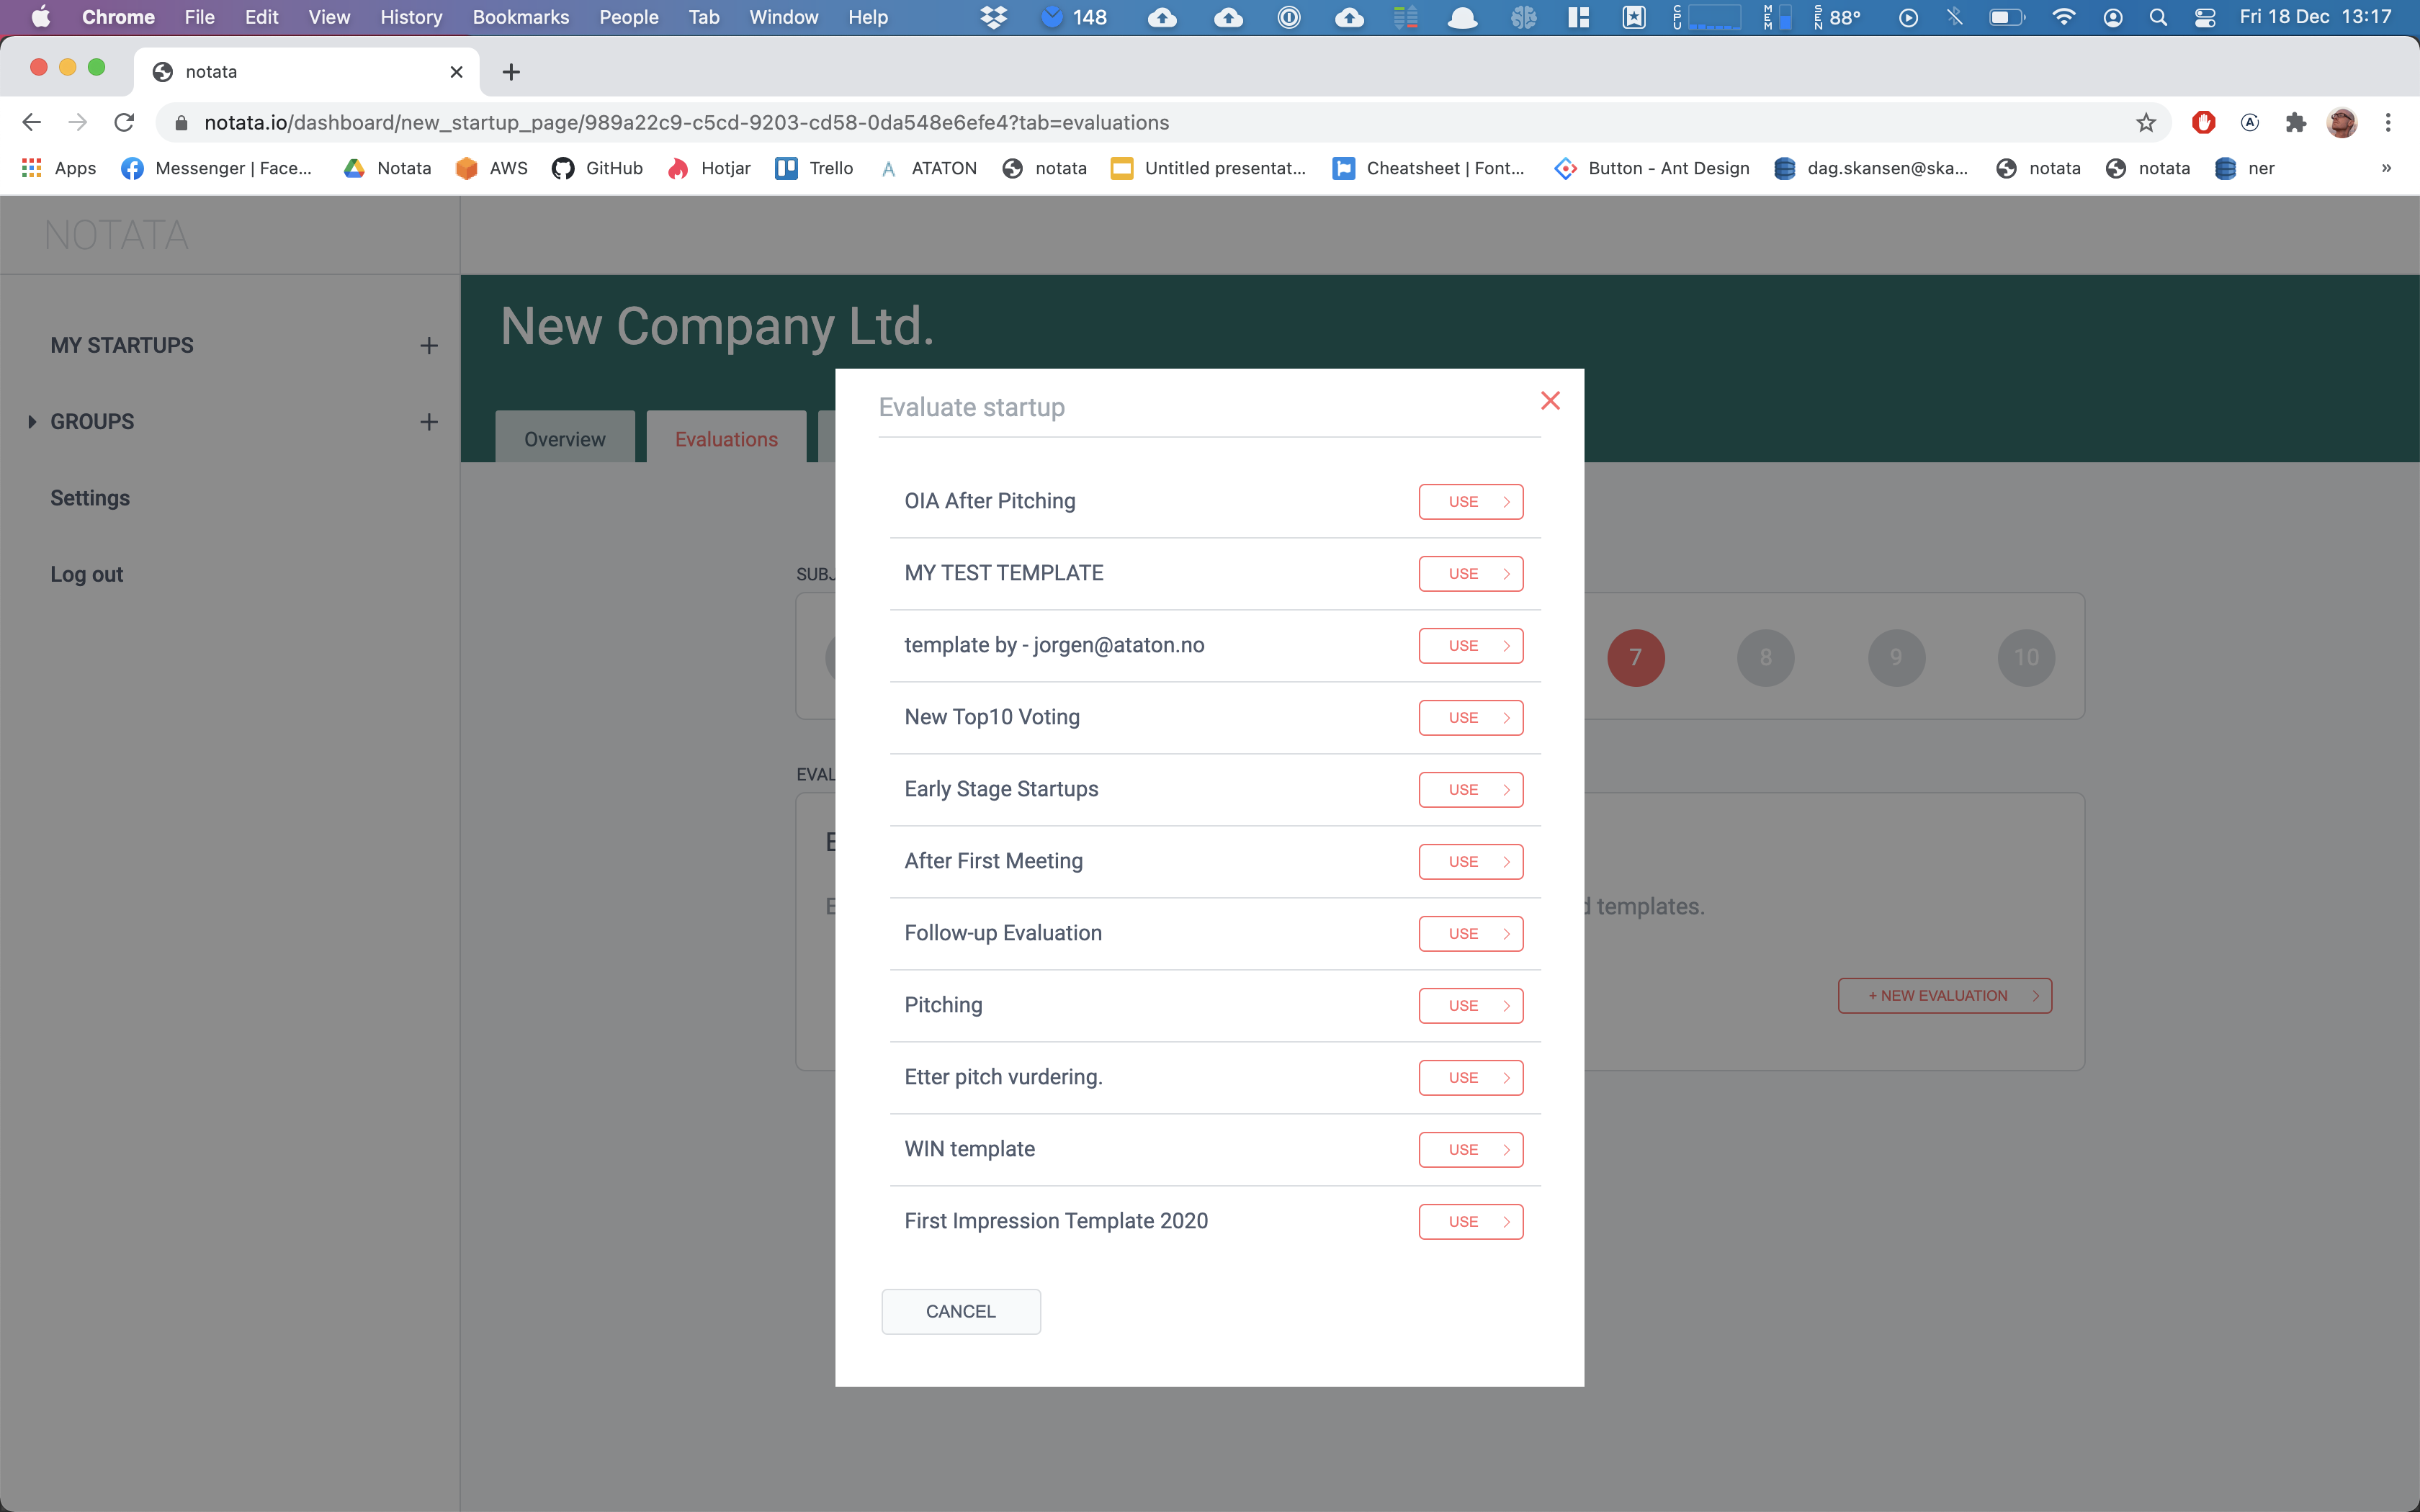 Chrome File Edit View History Bookmarks People Tab Window Help 148 CPU MEM SEN 88° Fri 18 Dec 13:17
notata
notata.io/dashboard/new_startup_page/989a22c9-c5cd-9203-cd58-0da548e6efe4?tab=evaluations
Apps Messenger | Face... Notata AWS GitHub Hotjar Trello ATATON notata Untitled presentat... Cheatsheet | Font... Button - Ant Design dag.skansen@ska... notata notata ner »
NOTATA
MY STARTUPS
GROUPS
Settings
Log out
New Company Ltd.
Overview Evaluations
Evaluate startup
OIA After Pitching USE
MY TEST TEMPLATE USE
template by - jorgen@ataton.no USE
New Top10 Voting USE
Early Stage Startups USE
After First Meeting USE
Follow-up Evaluation USE
Pitching USE
Etter pitch vurdering. USE
WIN template USE
First Impression Template 2020 USE
CANCEL
SUBJ
7 8 9 10
EVAL
E
E d templates.
+ NEW EVALUATION